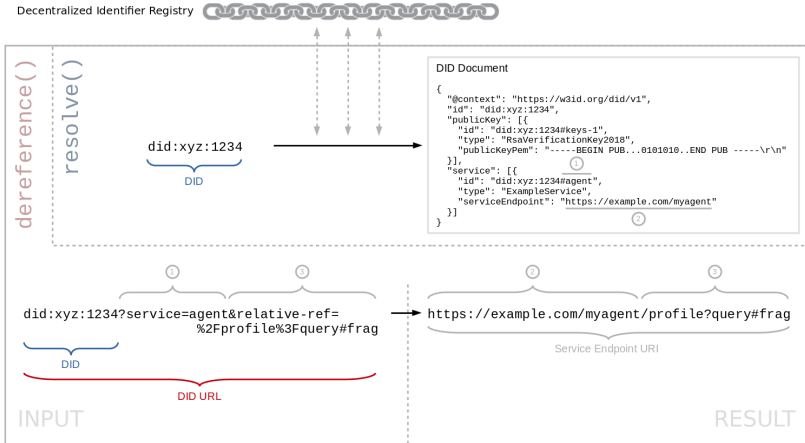 Decentralized Identifier Registry
dereference()
resolve()
did:xyz:1234
DID
DID Document
{
"@context": "https://w3id.org/did/v1",
"id": "did:xyz:1234",
"publicKey": [{
"id": "did:xyz:1234#keys-1",
"type": "RsaVerificationKey2018",
"publicKeyPem": "-----BEGIN PUB...0101010..END PUB -----\r\n"
}],
1
"service": [{
"id": "did:xyz:1234#agent",
"type": "ExampleService",
"serviceEndpoint": "https://example.com/myagent"
}]
2
}
1
3
2
3
did:xyz:1234?service=agent&relative-ref=
%2Fprofile%3Fquery#frag
https://example.com/myagent/profile?query#frag
DID
Service Endpoint URI
DID URL
INPUT
RESULT